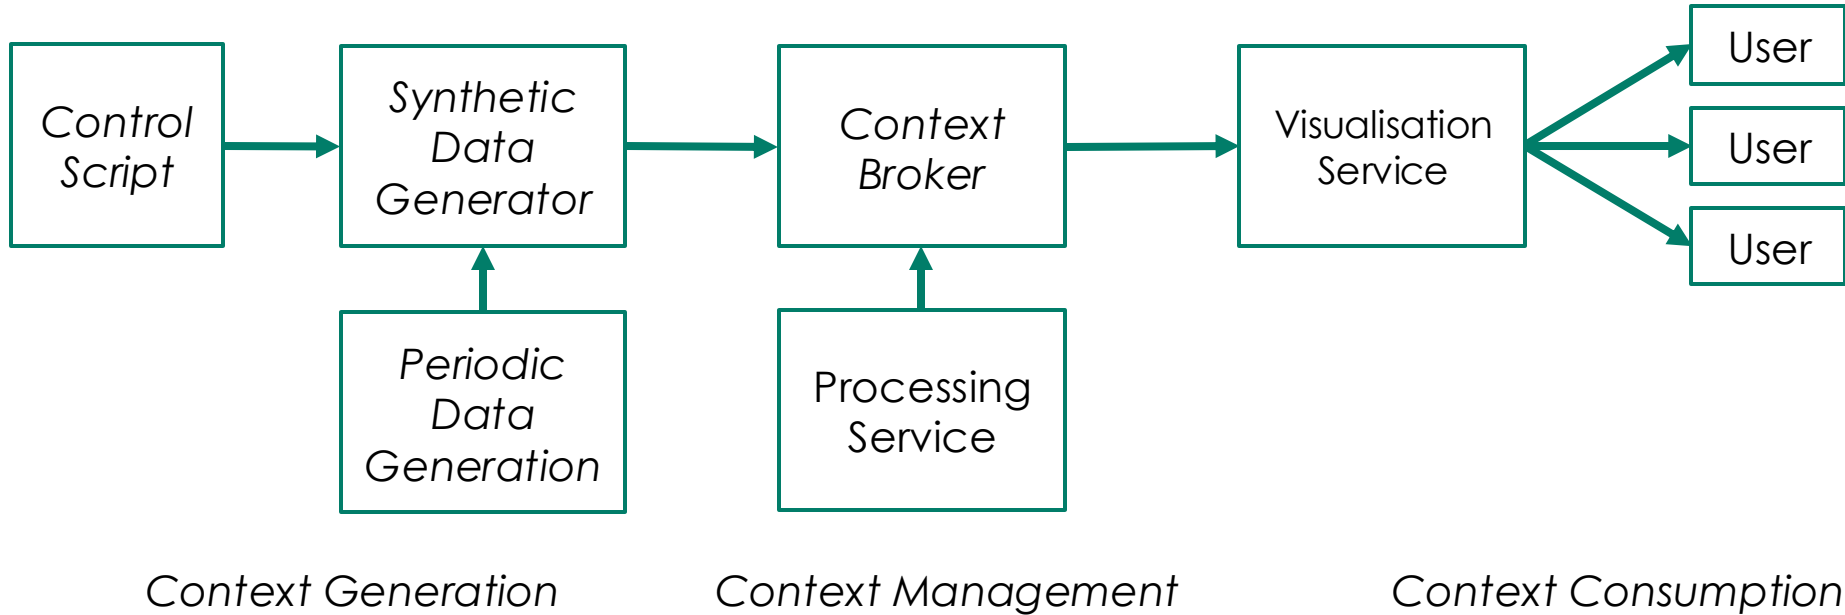 Control
Script
Synthetic
Data
Generator
Context
Broker
Visualisation
Service
User
User
User
Periodic
Data
Generation
Processing
Service
Context Generation
Context Management
Context Consumption